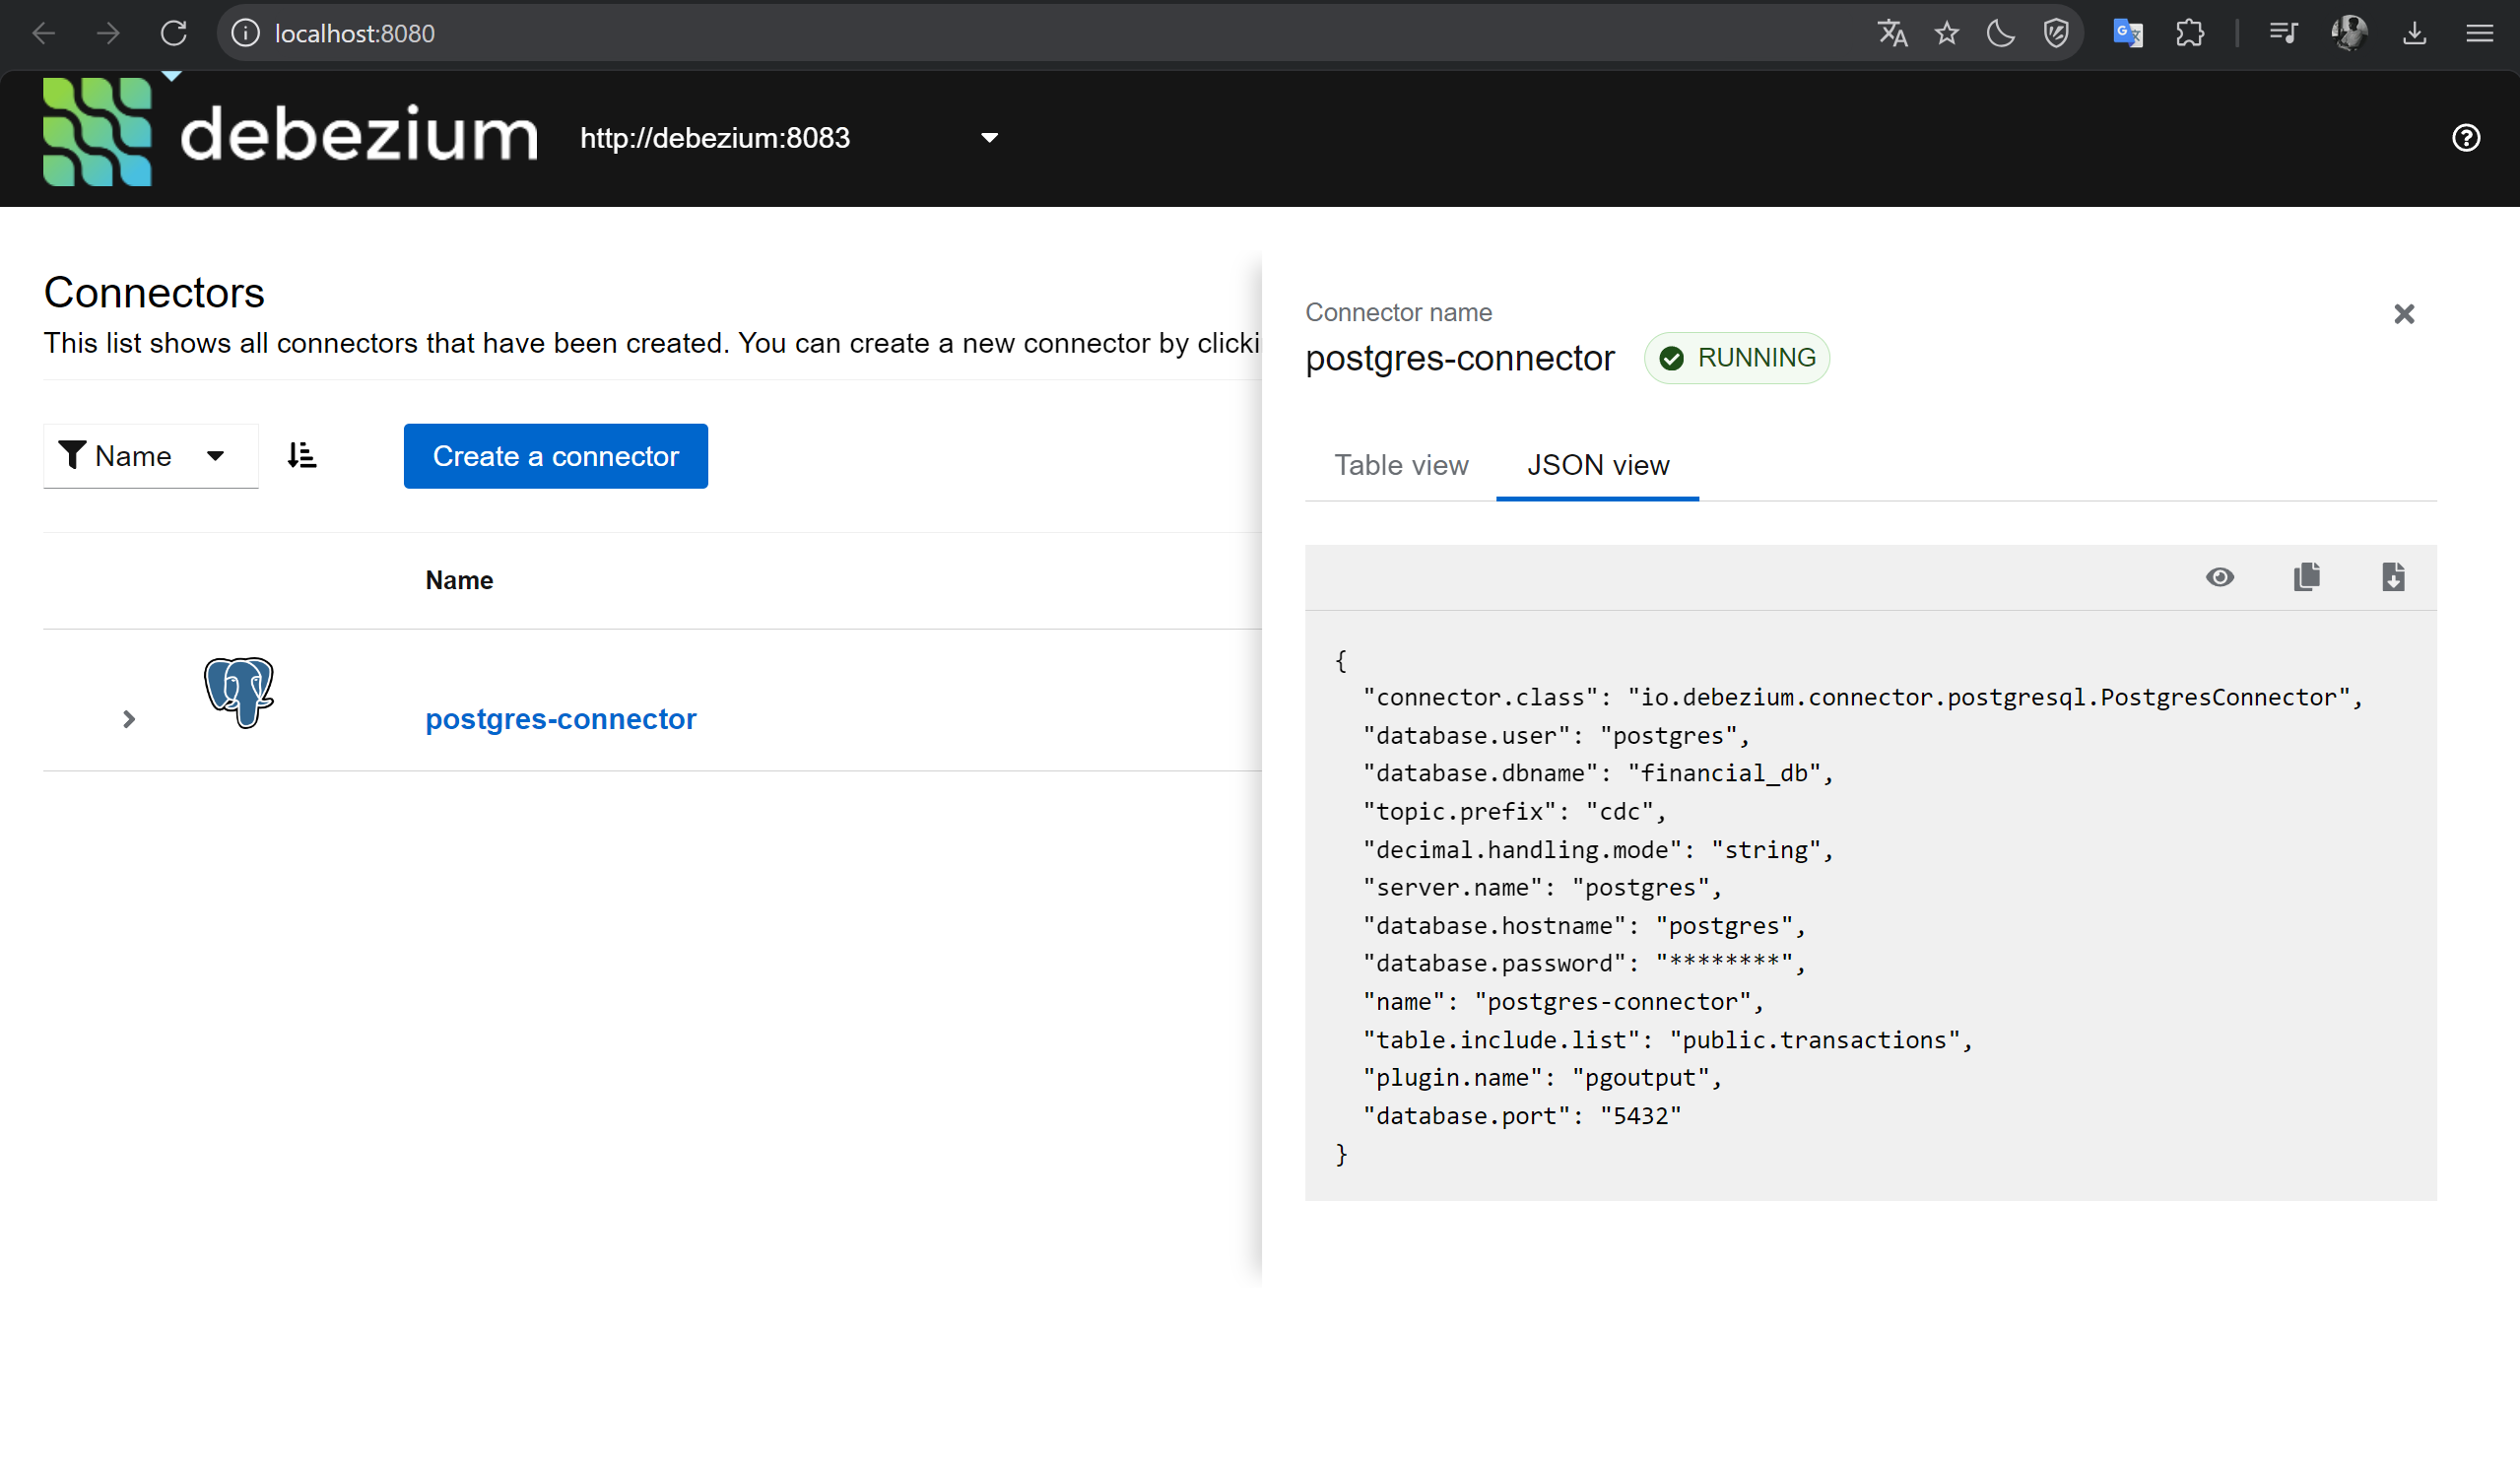 localhost:8080
debezium
http://debezium:8083
Connectors
This list shows all connectors that have been created. You can create a new connector by clicki
Name
Create a connector
Name
postgres-connector
Connector name
postgres-connector
RUNNING
Table view
JSON view
{
"connector.class": "io.debezium.connector.postgresql.PostgresConnector",
"database.user": "postgres",
"database.dbname": "financial_db",
"topic.prefix": "cdc",
"decimal.handling.mode": "string",
"server.name": "postgres",
"database.hostname": "postgres",
"database.password": "********",
"name": "postgres-connector",
"table.include.list": "public.transactions",
"plugin.name": "pgoutput",
"database.port": "5432"
}